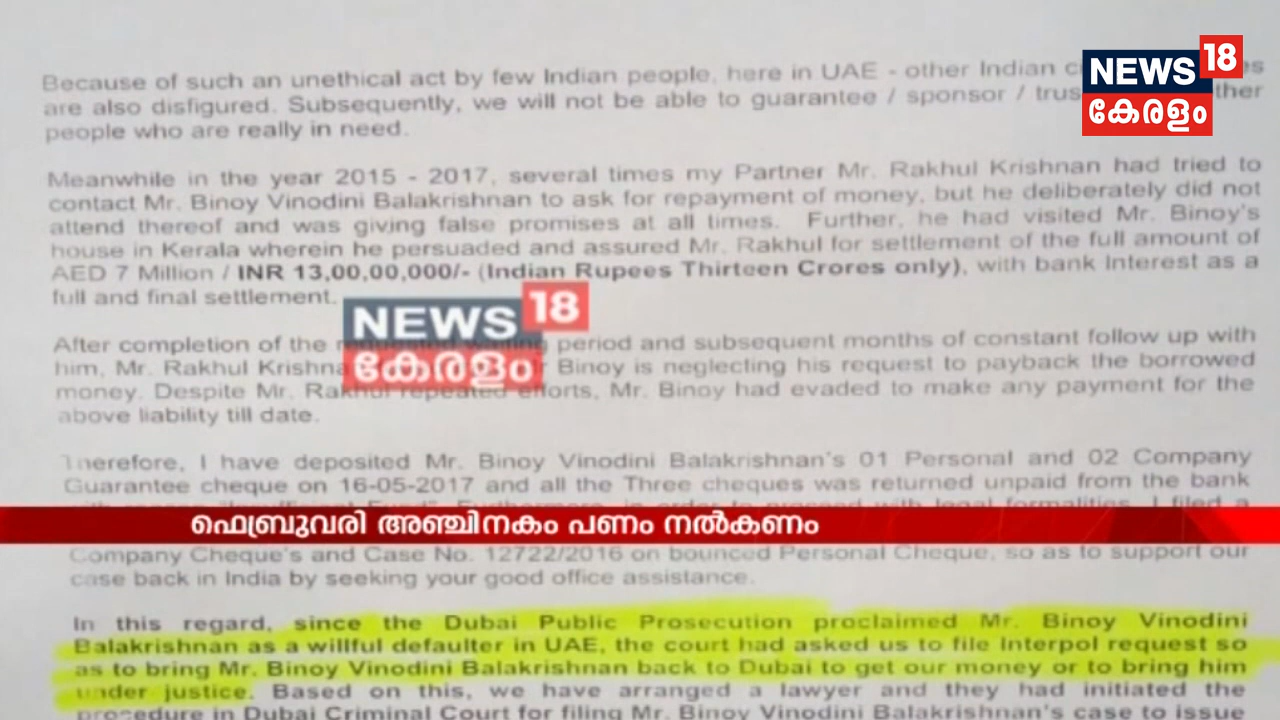 NEWS 18
കേരളം
Because of such an unethical act by few Indian people, here in UAE - other Indian
are also disfigured. Subsequently, we will not be able to guarantee / sponsor /
people who are really in need.
Meanwhile in the year 2015 - 2017, several times my Partner Mr. Rakhul Krishnan had tried to
contact Mr. Binoy Vinodini Balakrishnan to ask for repayment of money, but he deliberately did not
attend thereof and was giving false promises at all times. Further, he had visited Mr. Binoy's
house in Kerala wherein he persuaded and assured Mr. Rakhul for settlement of the full amount of
AED 7 Million / INR 13,00,00,000/- (Indian Rupees Thirteen Crores only), with bank Interest as a
full and final settlement.
NEWS 18
കേരളം
After completion of the period and subsequent months of constant follow up with
him, Mr. Rakhul Binoy is neglecting his request to payback the borrowed
money. Despite Mr. Rakhul repeated efforts, Mr. Binoy had evaded to make any payment for the
above liability till date.
Therefore, I have deposited Mr. Binoy Vinodini Balakrishnan's 01 Personal and 02 Company
Guarantee cheque on 16-05-2017 and all the Three cheques was returned unpaid from the bank
ഫെബ്രുവരി അഞ്ചിനകം പണം നൽകണം
Company Cheque's and Case No. 12722/2016 on bounced Personal Cheque, so as to support our
case back in India by seeking your good office assistance.
In this regard, since the Dubai Public Prosecution proclaimed Mr. Binoy Vinodini
Balakrishnan as a willful defaulter in UAE, the court had asked us to file Interpol request so
as to bring Mr. Binoy Vinodini Balakrishnan back to Dubai to get our money or to bring him
under justice. Based on this, we have arranged a lawyer and they had initiated the
procedure in Dubai Criminal Court for filing Mr. Binoy Vinodini Balakrishnan's case to issue